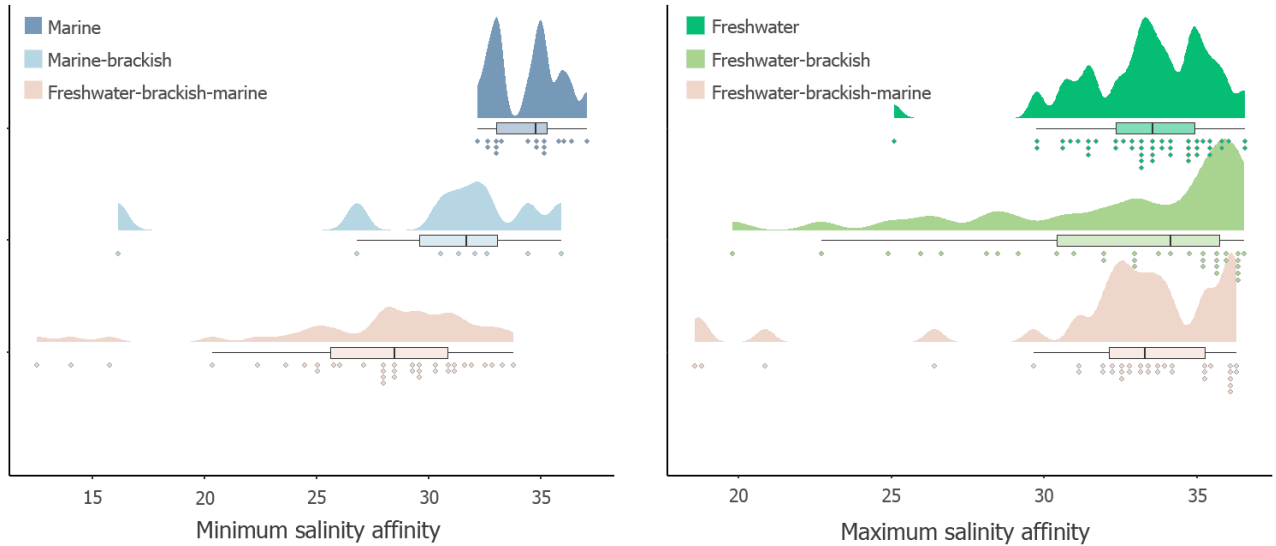 Marine
Marine-brackish
Freshwater-brackish-marine
15 20 25 30 35
Minimum salinity affinity
Freshwater
Freshwater-brackish
Freshwater-brackish-marine
20 25 30 35
Maximum salinity affinity